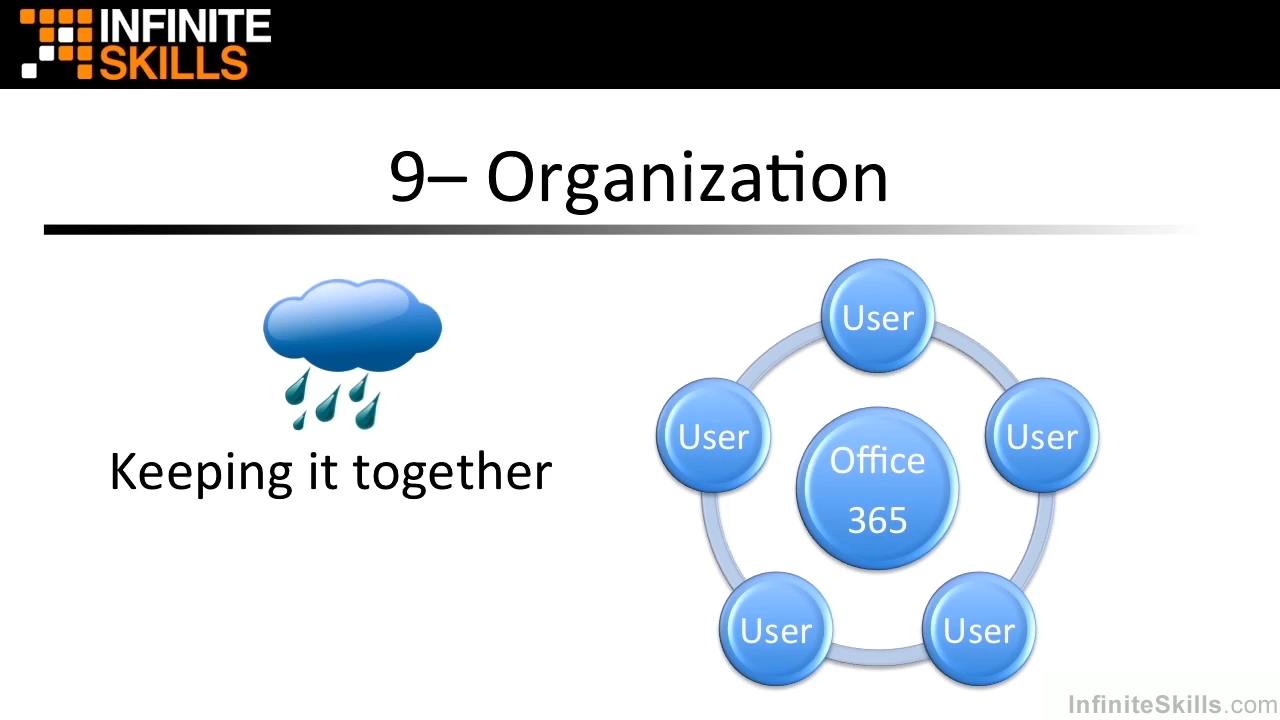 INFINITE
SKILLS
9– Organization
Keeping it together
User
User
User
Office
365
User
User
InfiniteSkills.com